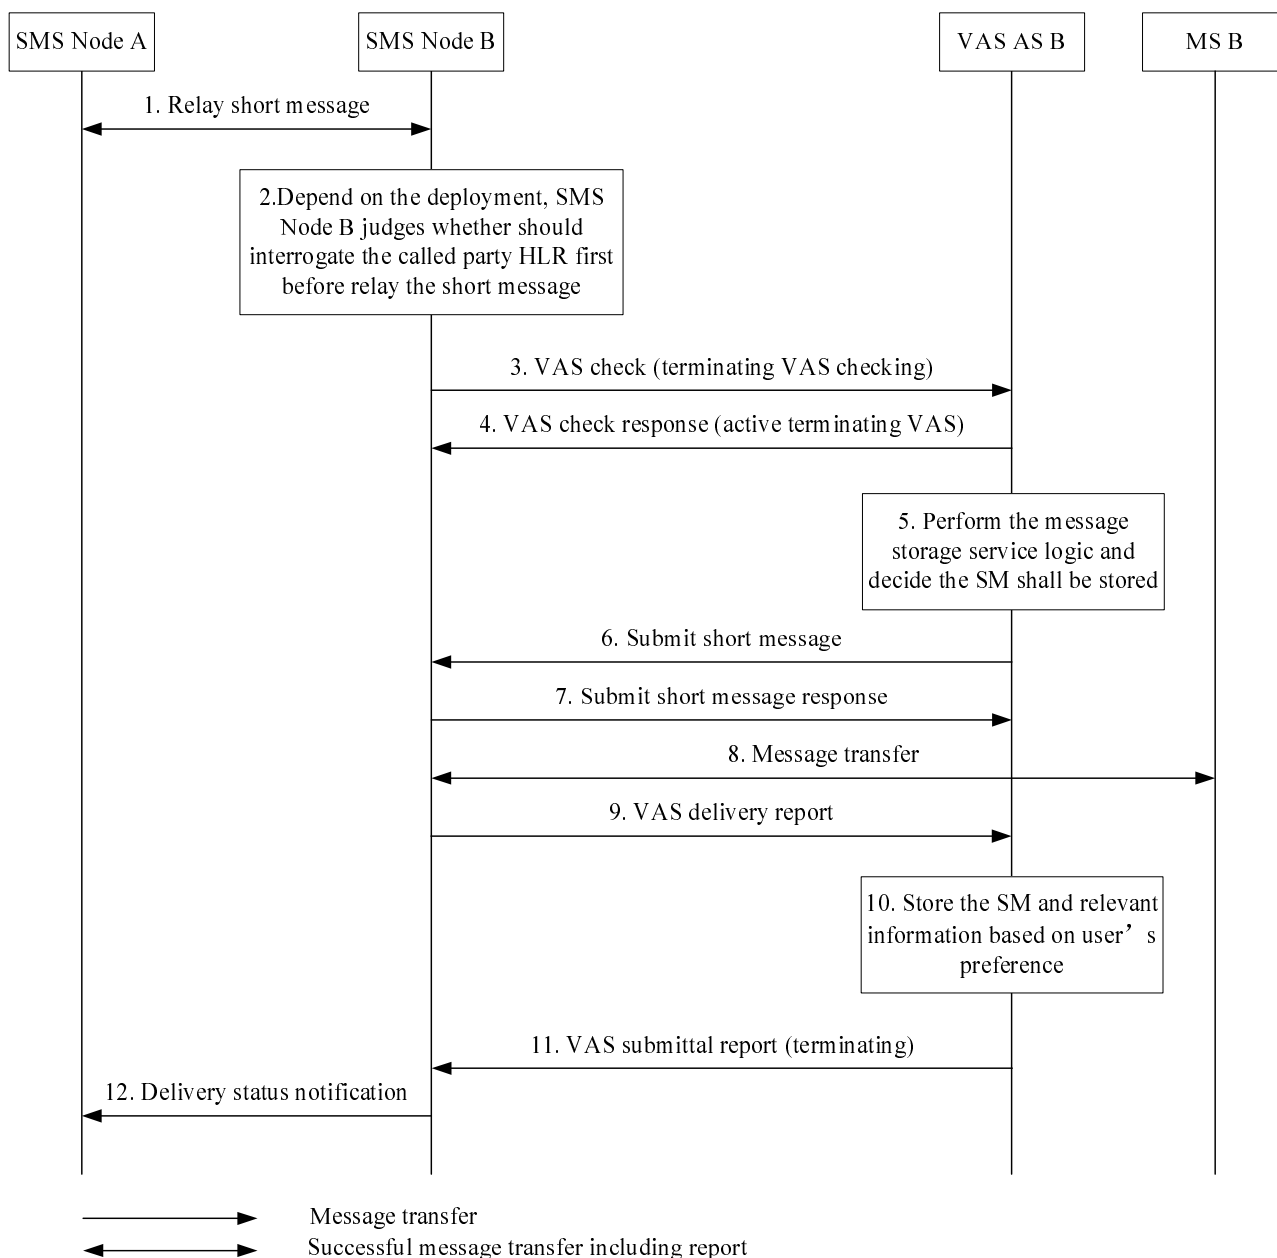 SMS Node A
SMS Node B
VAS AS B
MS B
1. Relay short message
2.Depend on the deployment, SMS
Node B judges whether should
interrogate the called party HLR first
before relay the short message
3. VAS check (terminating VAS checking)
4. VAS check response (active terminating VAS)
5. Perform the message
storage service logic and
decide the SM shall be stored
6. Submit short message
7. Submit short message response
8. Message transfer
9. VAS delivery report
10. Store the SM and relevant
information based on user’s
preference
11. VAS submittal report (terminating)
12. Delivery status notification
Message transfer
Successful message transfer including report